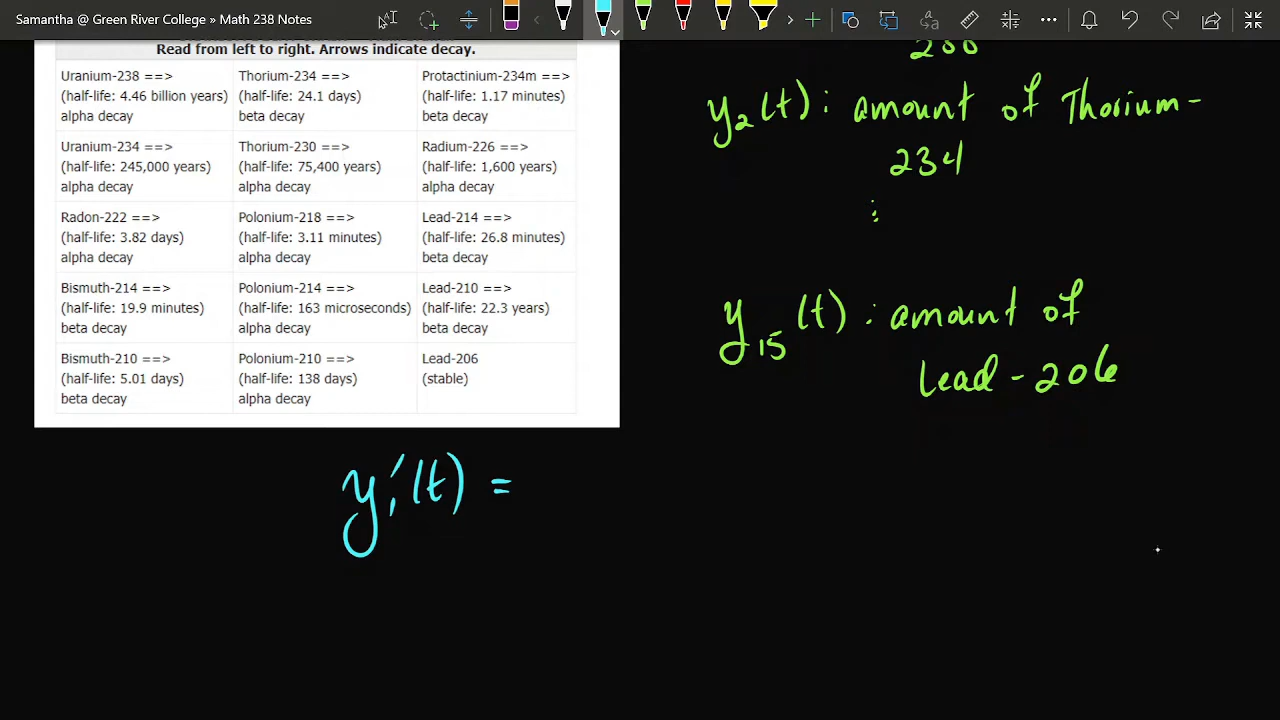 Samantha @ Green River College » Math 238 Notes
Read from left to right. Arrows indicate decay.
Uranium-238 ==> Thorium-234 ==> Protactinium-234m ==>
(half-life: 4.46 billion years) (half-life: 24.1 days) (half-life: 1.17 minutes)
alpha decay beta decay beta decay
Uranium-234 ==> Thorium-230 ==> Radium-226 ==>
(half-life: 245,000 years) (half-life: 75,400 years) (half-life: 1,600 years)
alpha decay alpha decay alpha decay
Radon-222 ==> Polonium-218 ==> Lead-214 ==>
(half-life: 3.82 days) (half-life: 3.11 minutes) (half-life: 26.8 minutes)
alpha decay alpha decay beta decay
Bismuth-214 ==> Polonium-214 ==> Lead-210 ==>
(half-life: 19.9 minutes) (half-life: 163 microseconds) (half-life: 22.3 years)
beta decay alpha decay beta decay
Bismuth-210 ==> Polonium-210 ==> Lead-206
(half-life: 5.01 days) (half-life: 138 days) (stable)
beta decay alpha decay
y₂(t): amount of Thorium-
234
⋮
y₁₅(t): amount of
Lead-206
y₁'(t) =